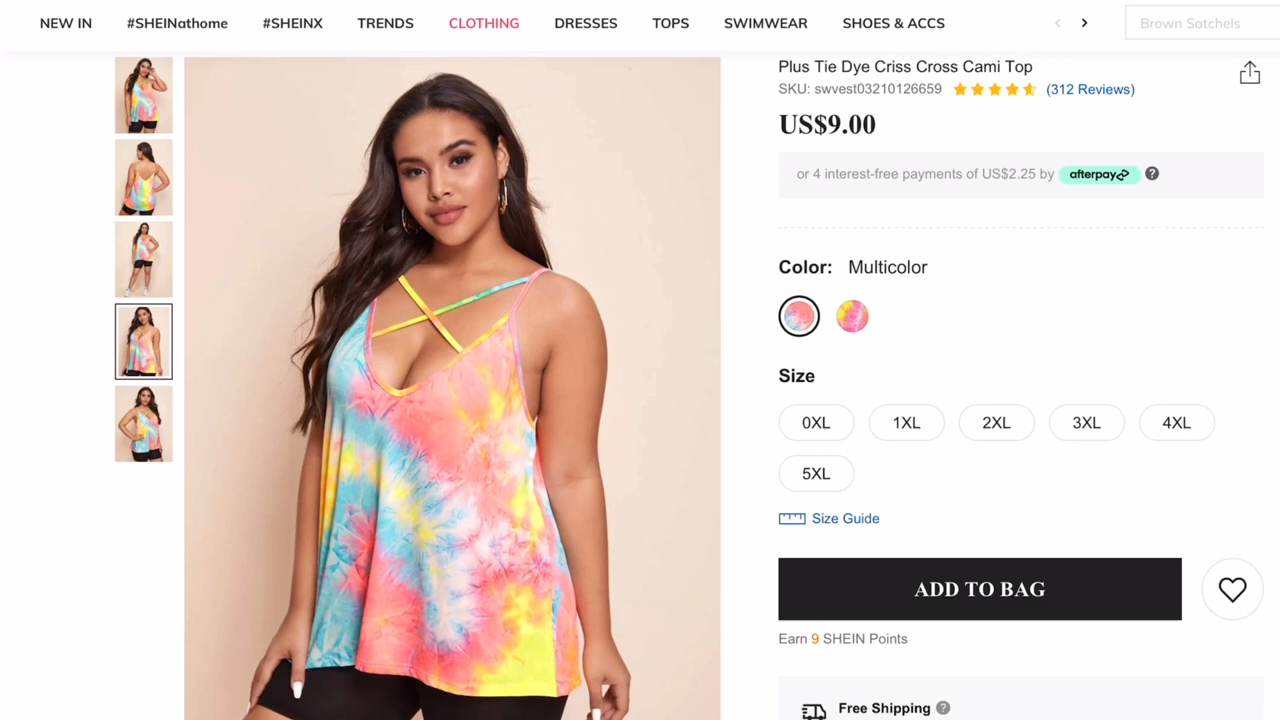 NEW IN #SHEINathome #SHEINX TRENDS CLOTHING DRESSES TOPS SWIMWEAR SHOES & ACCS < > Brown Satchels
Plus Tie Dye Criss Cross Cami Top
SKU: swvest03210126659 (312 Reviews)
US$9.00
or 4 interest-free payments of US$2.25 by afterpay ?
Color: Multicolor
Size
0XL 1XL 2XL 3XL 4XL
5XL
Size Guide
ADD TO BAG
Earn 9 SHEIN Points
Free Shipping ?